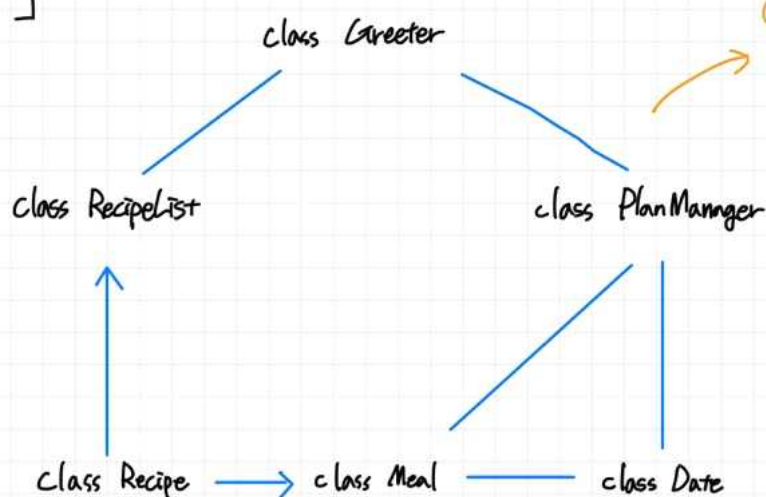 class Greeter
class RecipeList
class PlanManager
class Recipe
class Meal
class Date